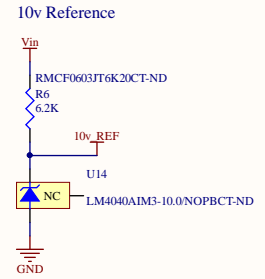 10v Reference
Vin
RMCF0603JT6K20CT-ND
R6
6.2K
10v_REF
U14
NC
LM4040AIM3-10.0/NOPBCT-ND
GND